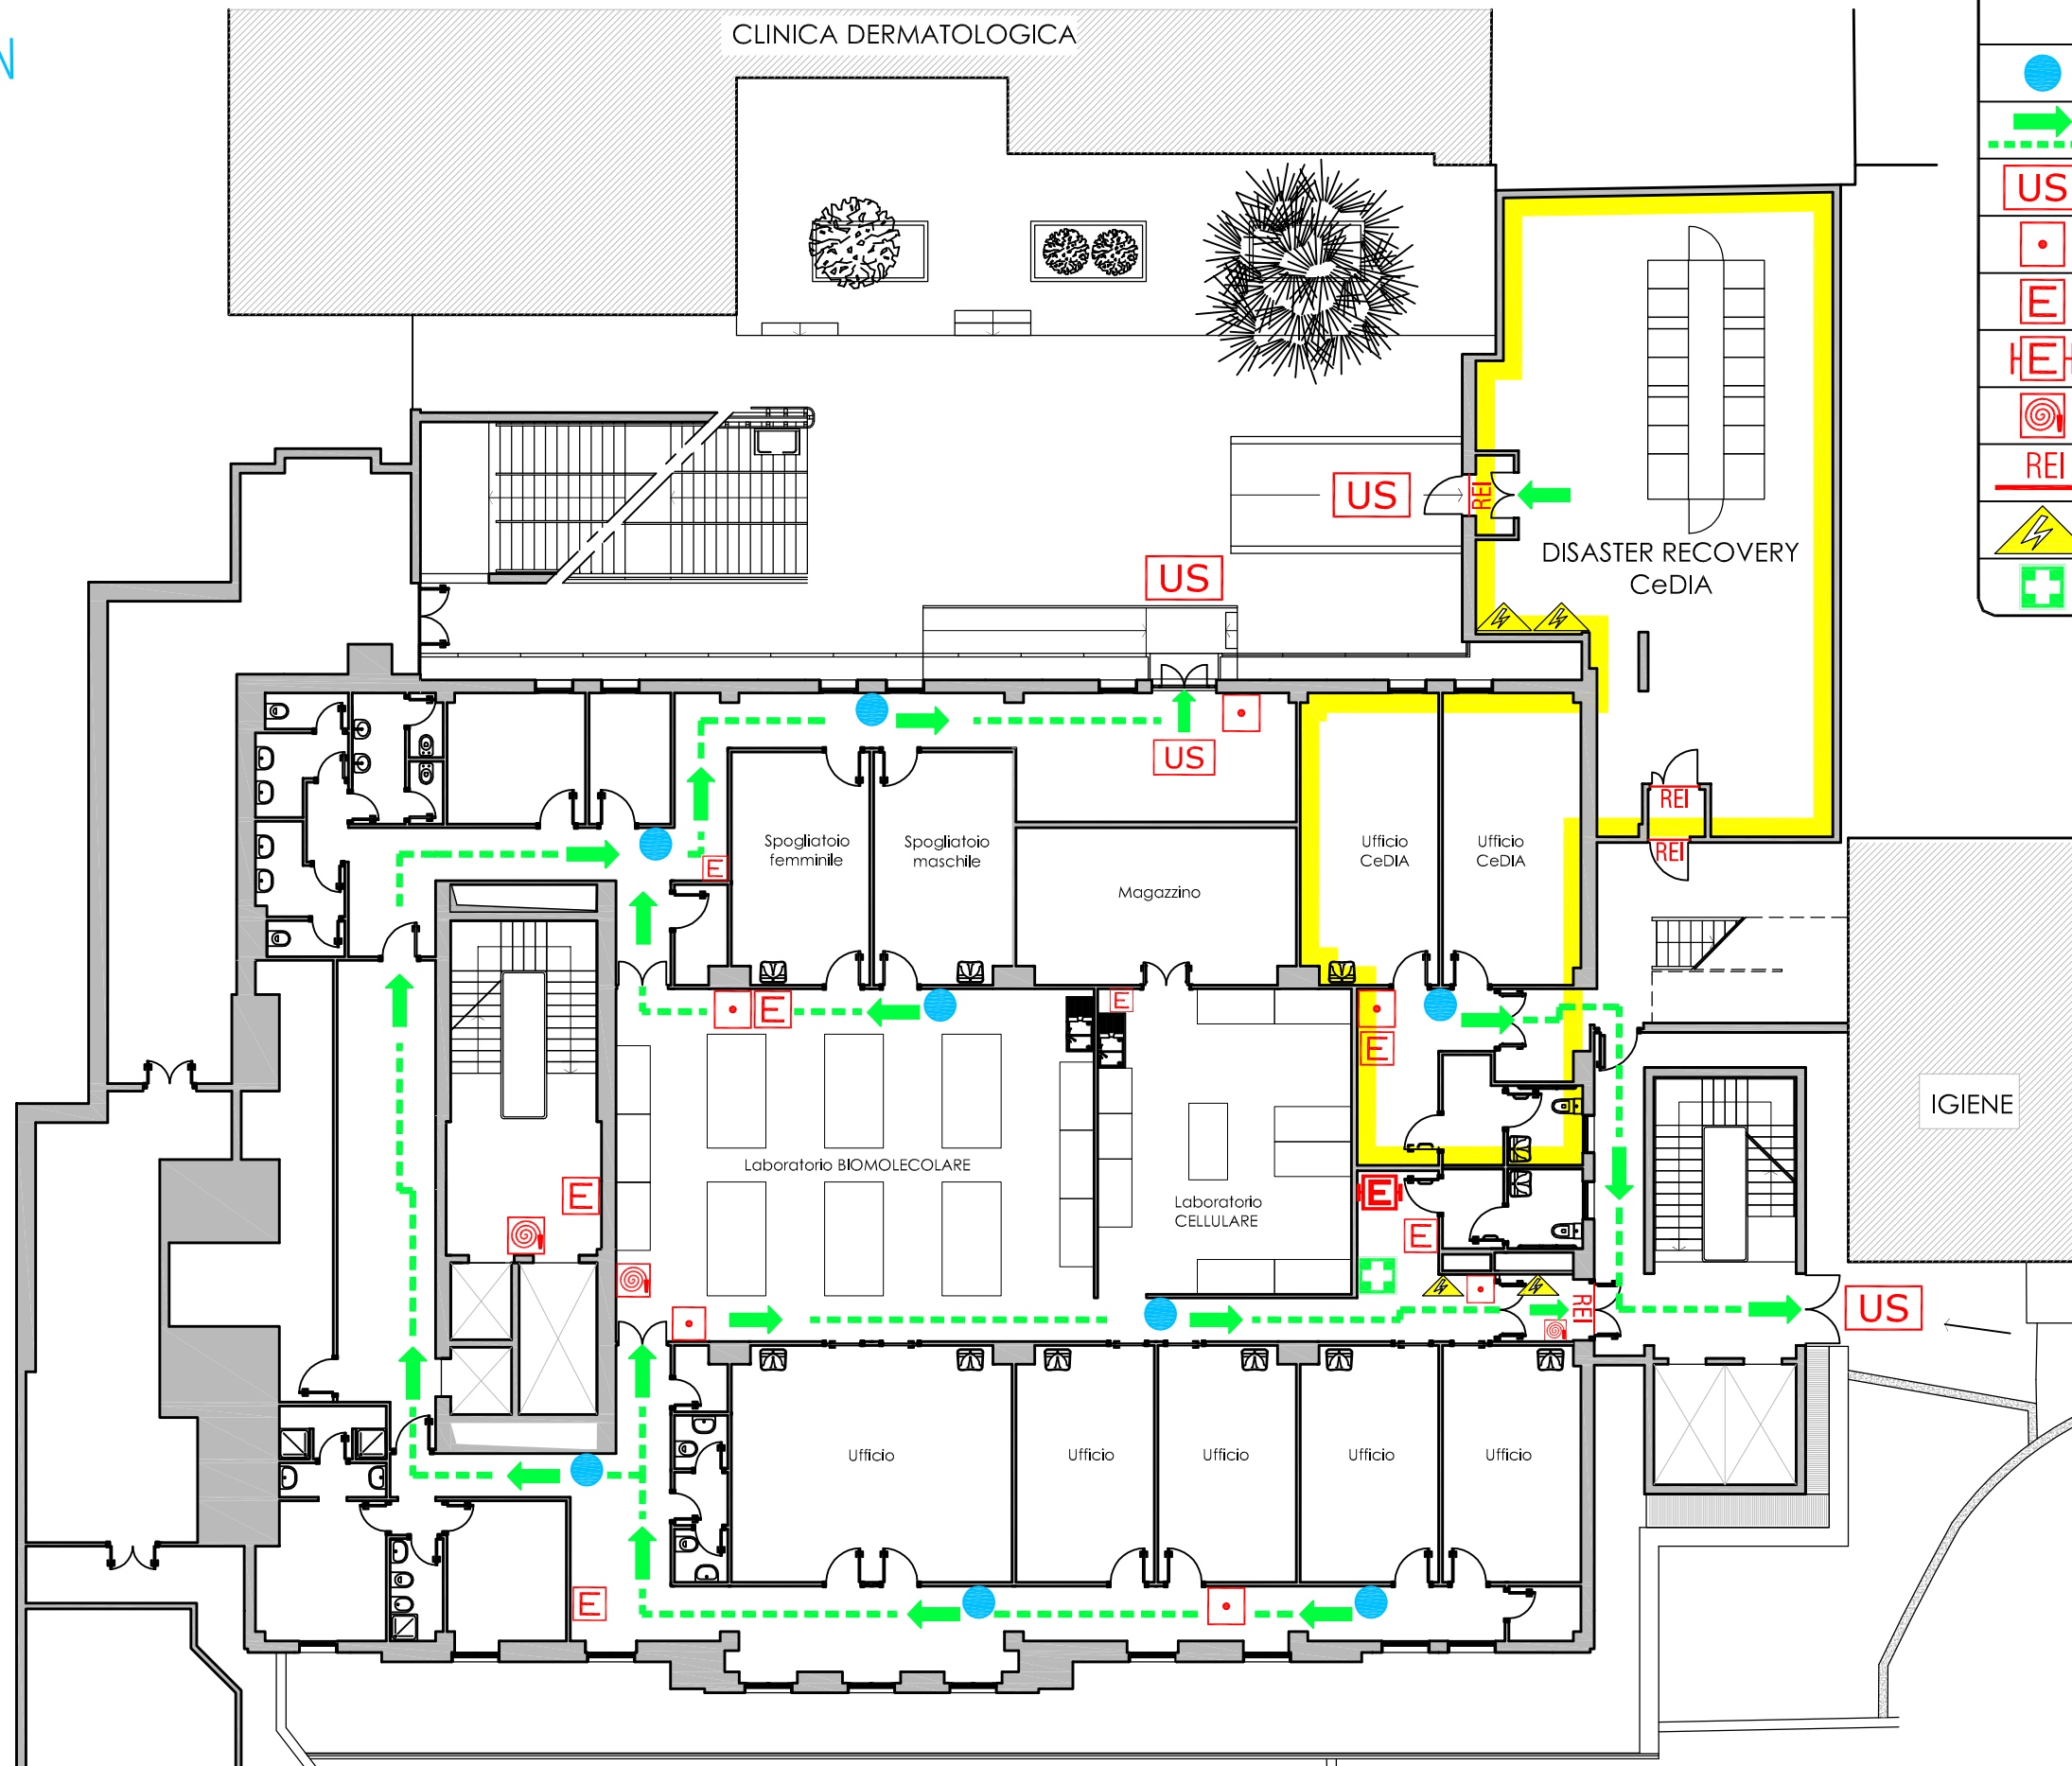 CLINICA DERMATOLOGICA
N
US
E
E
REI
US
REI
DISASTER RECOVERY
CeDIA
US
US
REI
Spogliatoio
femminile
Spogliatoio
maschile
Ufficio
CeDIA
Ufficio
CeDIA
REI
E
Magazzino
E
E
E
IGIENE
Laboratorio BIOMOLECOLARE
E
E
Laboratorio
CELLULARE
E
REI
US
Ufficio
Ufficio
Ufficio
Ufficio
Ufficio
E